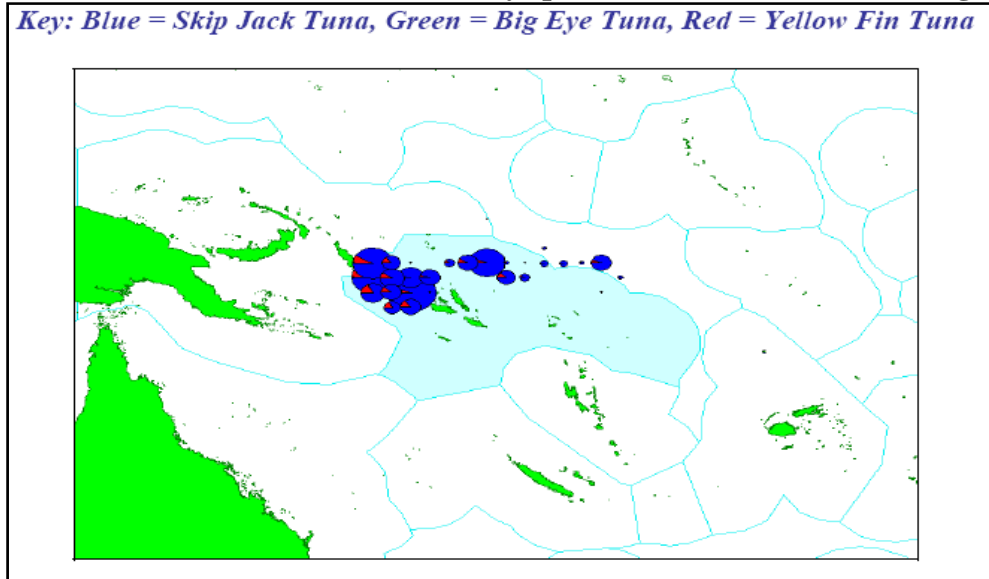 Key: Blue = Skip Jack Tuna, Green = Big Eye Tuna, Red = Yellow Fin Tuna